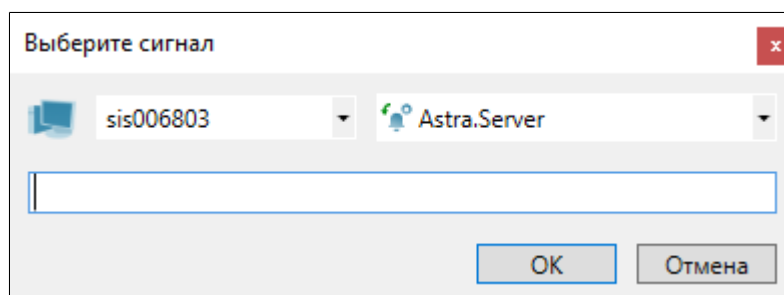 Выберите сигнал
x
sis006803
Astra.Server
OK
Отмена